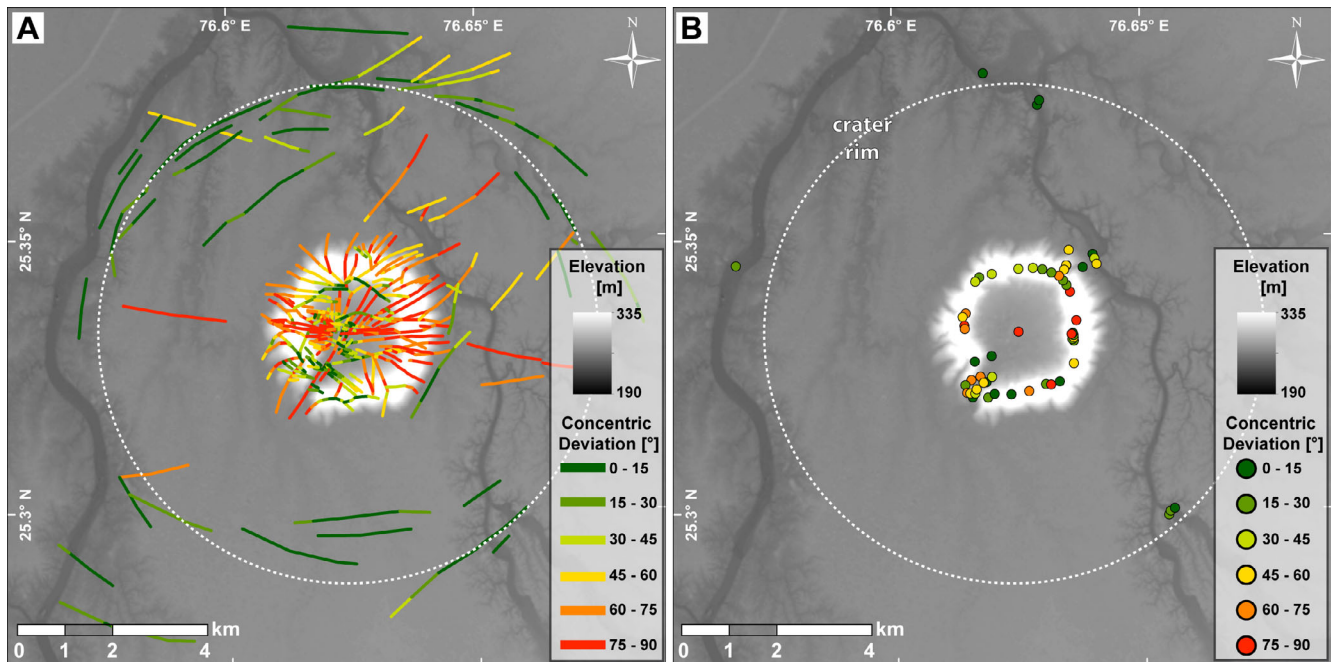 A
76.6° E
76.65° E
N
25.35° N
25.3° N
Elevation
[m]
335
190
Concentric
Deviation [°]
0 - 15
15 - 30
30 - 45
45 - 60
60 - 75
75 - 90
km
0 1 2 4
B
76.6° E
76.65° E
N
crater
rim
25.35° N
25.3° N
Elevation
[m]
335
190
Concentric
Deviation [°]
0 - 15
15 - 30
30 - 45
45 - 60
60 - 75
75 - 90
km
0 1 2 4